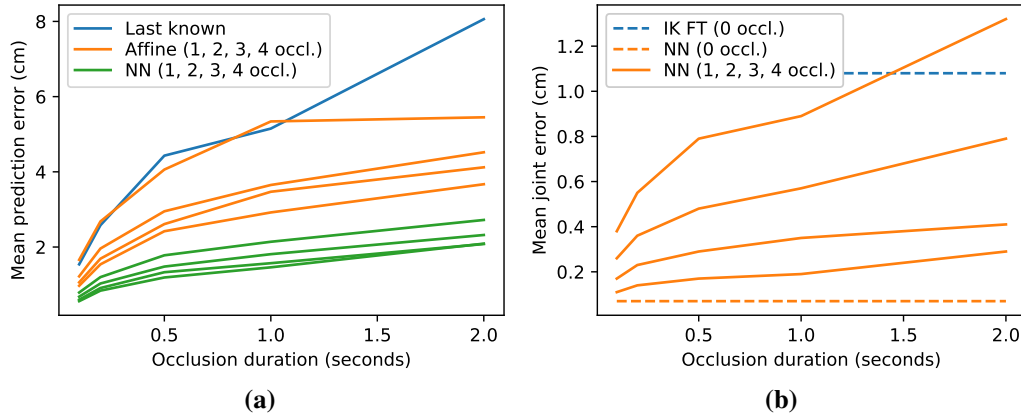 8
6
4
2
Mean prediction error (cm)
Last known
Affine (1, 2, 3, 4 occl.)
NN (1, 2, 3, 4 occl.)
0.5
1.0
1.5
2.0
Occlusion duration (seconds)
(a)
1.2
1.0
0.8
0.6
0.4
0.2
Mean joint error (cm)
IK FT (0 occl.)
NN (0 occl.)
NN (1, 2, 3, 4 occl.)
0.5
1.0
1.5
2.0
Occlusion duration (seconds)
(b)